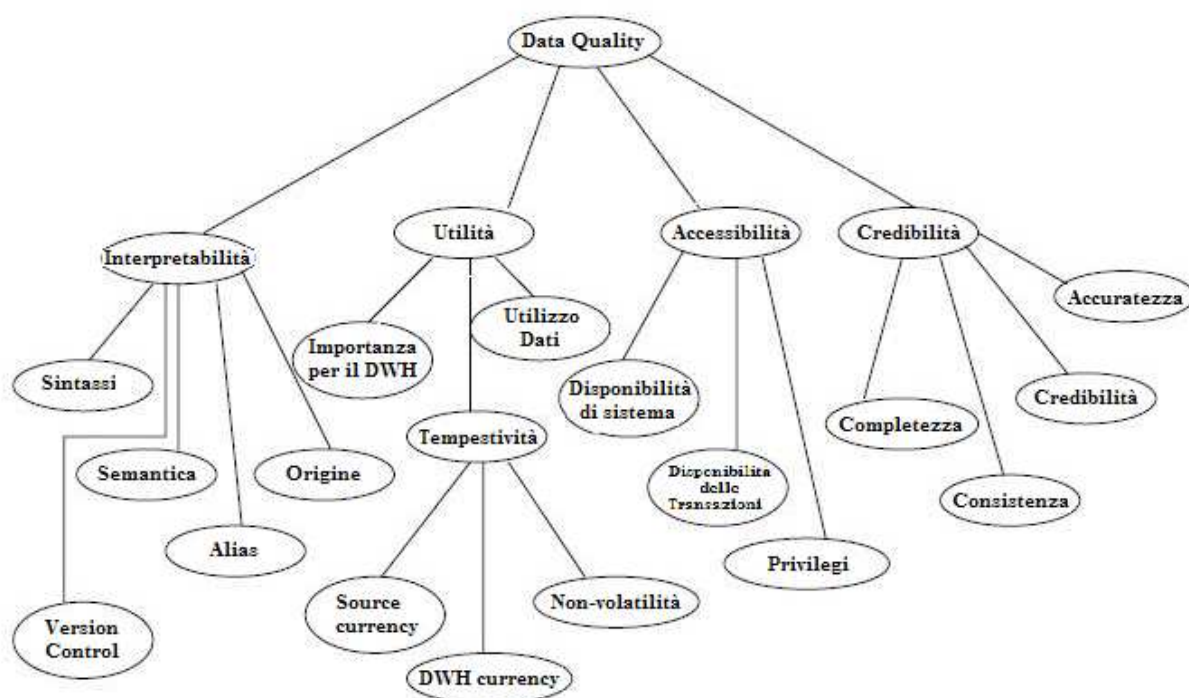 Data Quality
Interpretabilità
Utilità
Accessibilità
Credibilità
Sintassi
Version
Control
Semantica
Alias
Origine
Importanza
per il DWH
Tempestività
Utilizzo
Dati
Source
currency
DWH currency
Non-volatilità
Disponibilità
di sistema
Disponibilita
delle
Transazioni
Privilegi
Completezza
Consistenza
Credibilità
Accuratezza